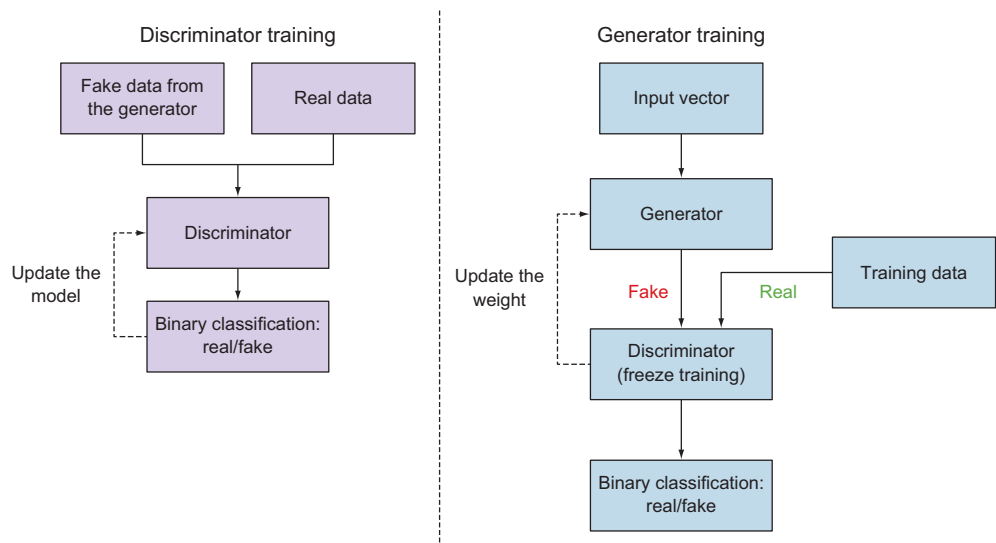 Discriminator training
Fake data from
the generator
Real data
Discriminator
Update the
model
Binary classification:
real/fake
Generator training
Input vector
Generator
Training data
Update the
weight
Fake
Real
Discriminator
(freeze training)
Binary classification:
real/fake